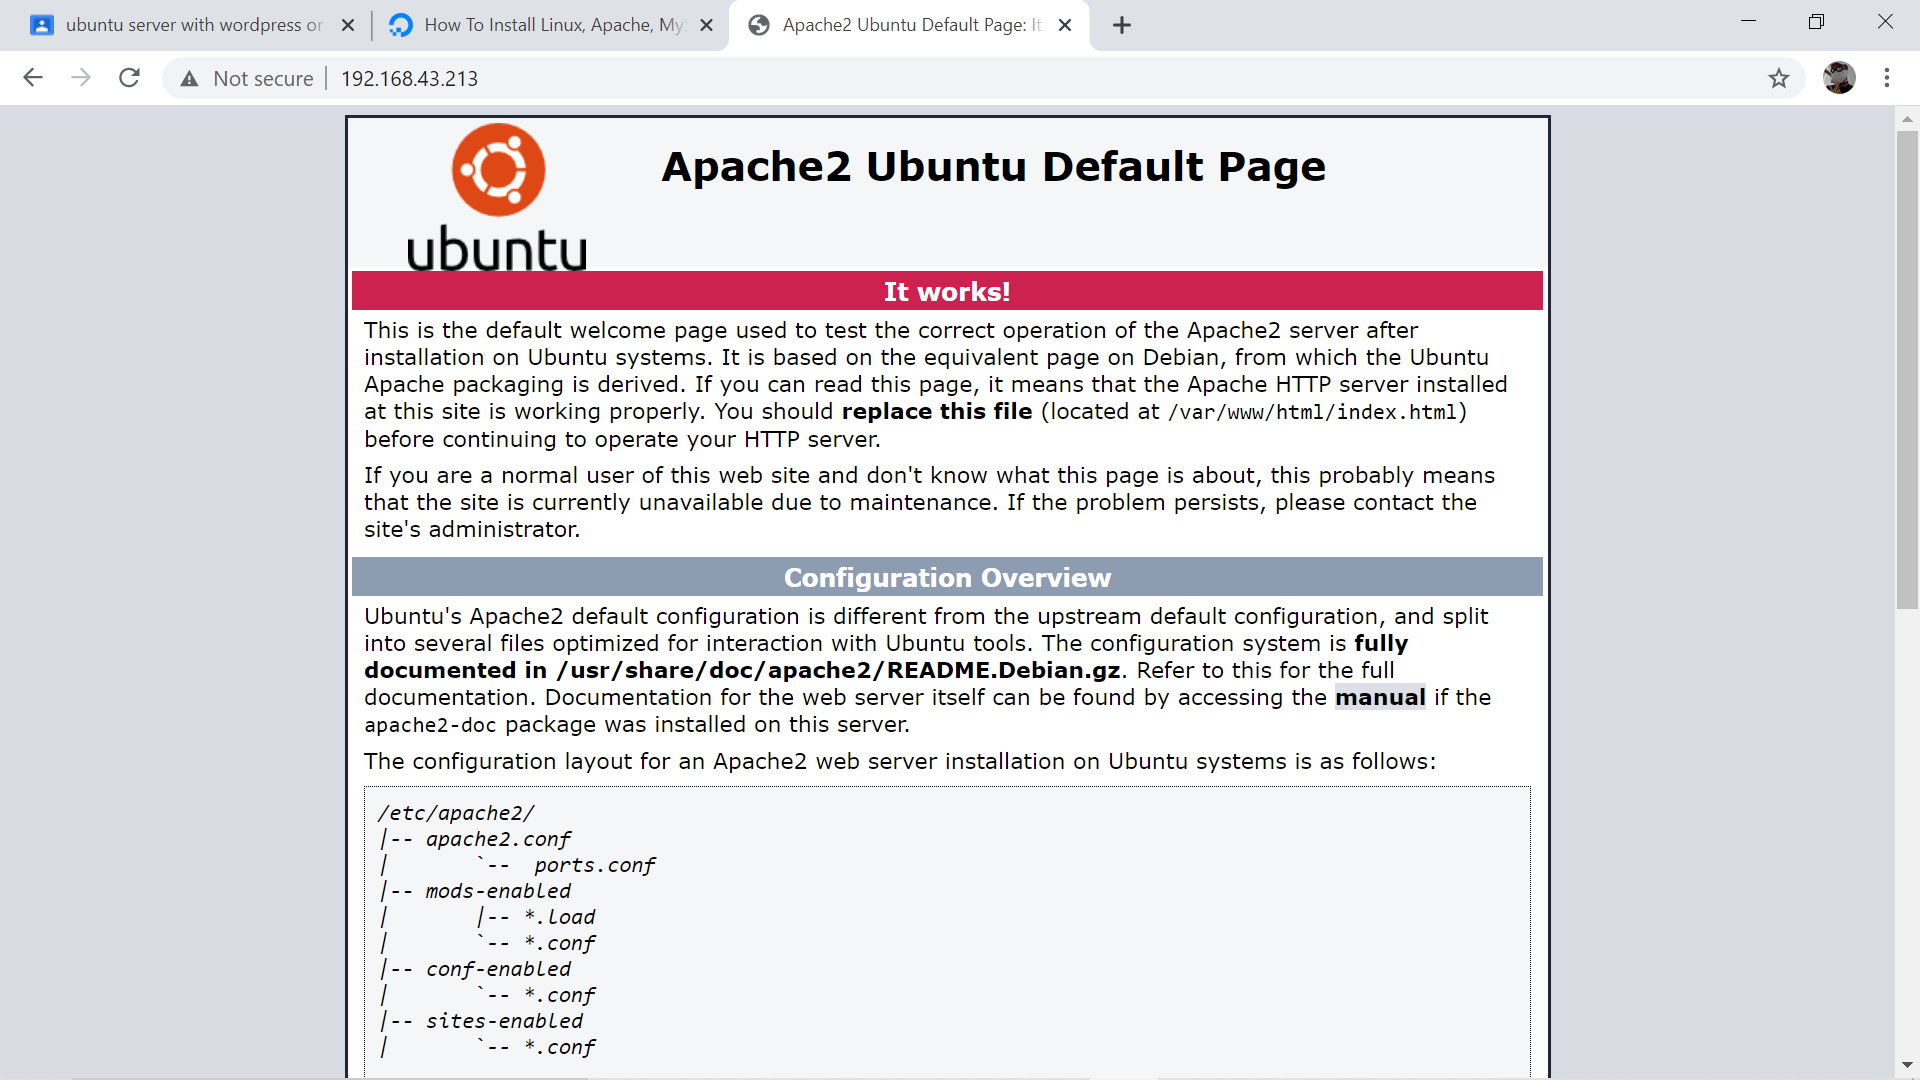 ubuntu server with wordpress or
How To Install Linux, Apache, My
Apache2 Ubuntu Default Page: It
Not secure
192.168.43.213
ubuntu
Apache2 Ubuntu Default Page
It works!
This is the default welcome page used to test the correct operation of the Apache2 server after
installation on Ubuntu systems. It is based on the equivalent page on Debian, from which the Ubuntu
Apache packaging is derived. If you can read this page, it means that the Apache HTTP server installed
at this site is working properly. You should replace this file (located at /var/www/html/index.html)
before continuing to operate your HTTP server.
If you are a normal user of this web site and don't know what this page is about, this probably means
that the site is currently unavailable due to maintenance. If the problem persists, please contact the
site's administrator.
Configuration Overview
Ubuntu's Apache2 default configuration is different from the upstream default configuration, and split
into several files optimized for interaction with Ubuntu tools. The configuration system is fully
documented in /usr/share/doc/apache2/README.Debian.gz. Refer to this for the full
documentation. Documentation for the web server itself can be found by accessing the manual if the
apache2-doc package was installed on this server.
The configuration layout for an Apache2 web server installation on Ubuntu systems is as follows:
/etc/apache2/
|-- apache2.conf
|       `--  ports.conf
|-- mods-enabled
|       |-- *.load
|       `-- *.conf
|-- conf-enabled
|       `-- *.conf
|-- sites-enabled
|       `-- *.conf